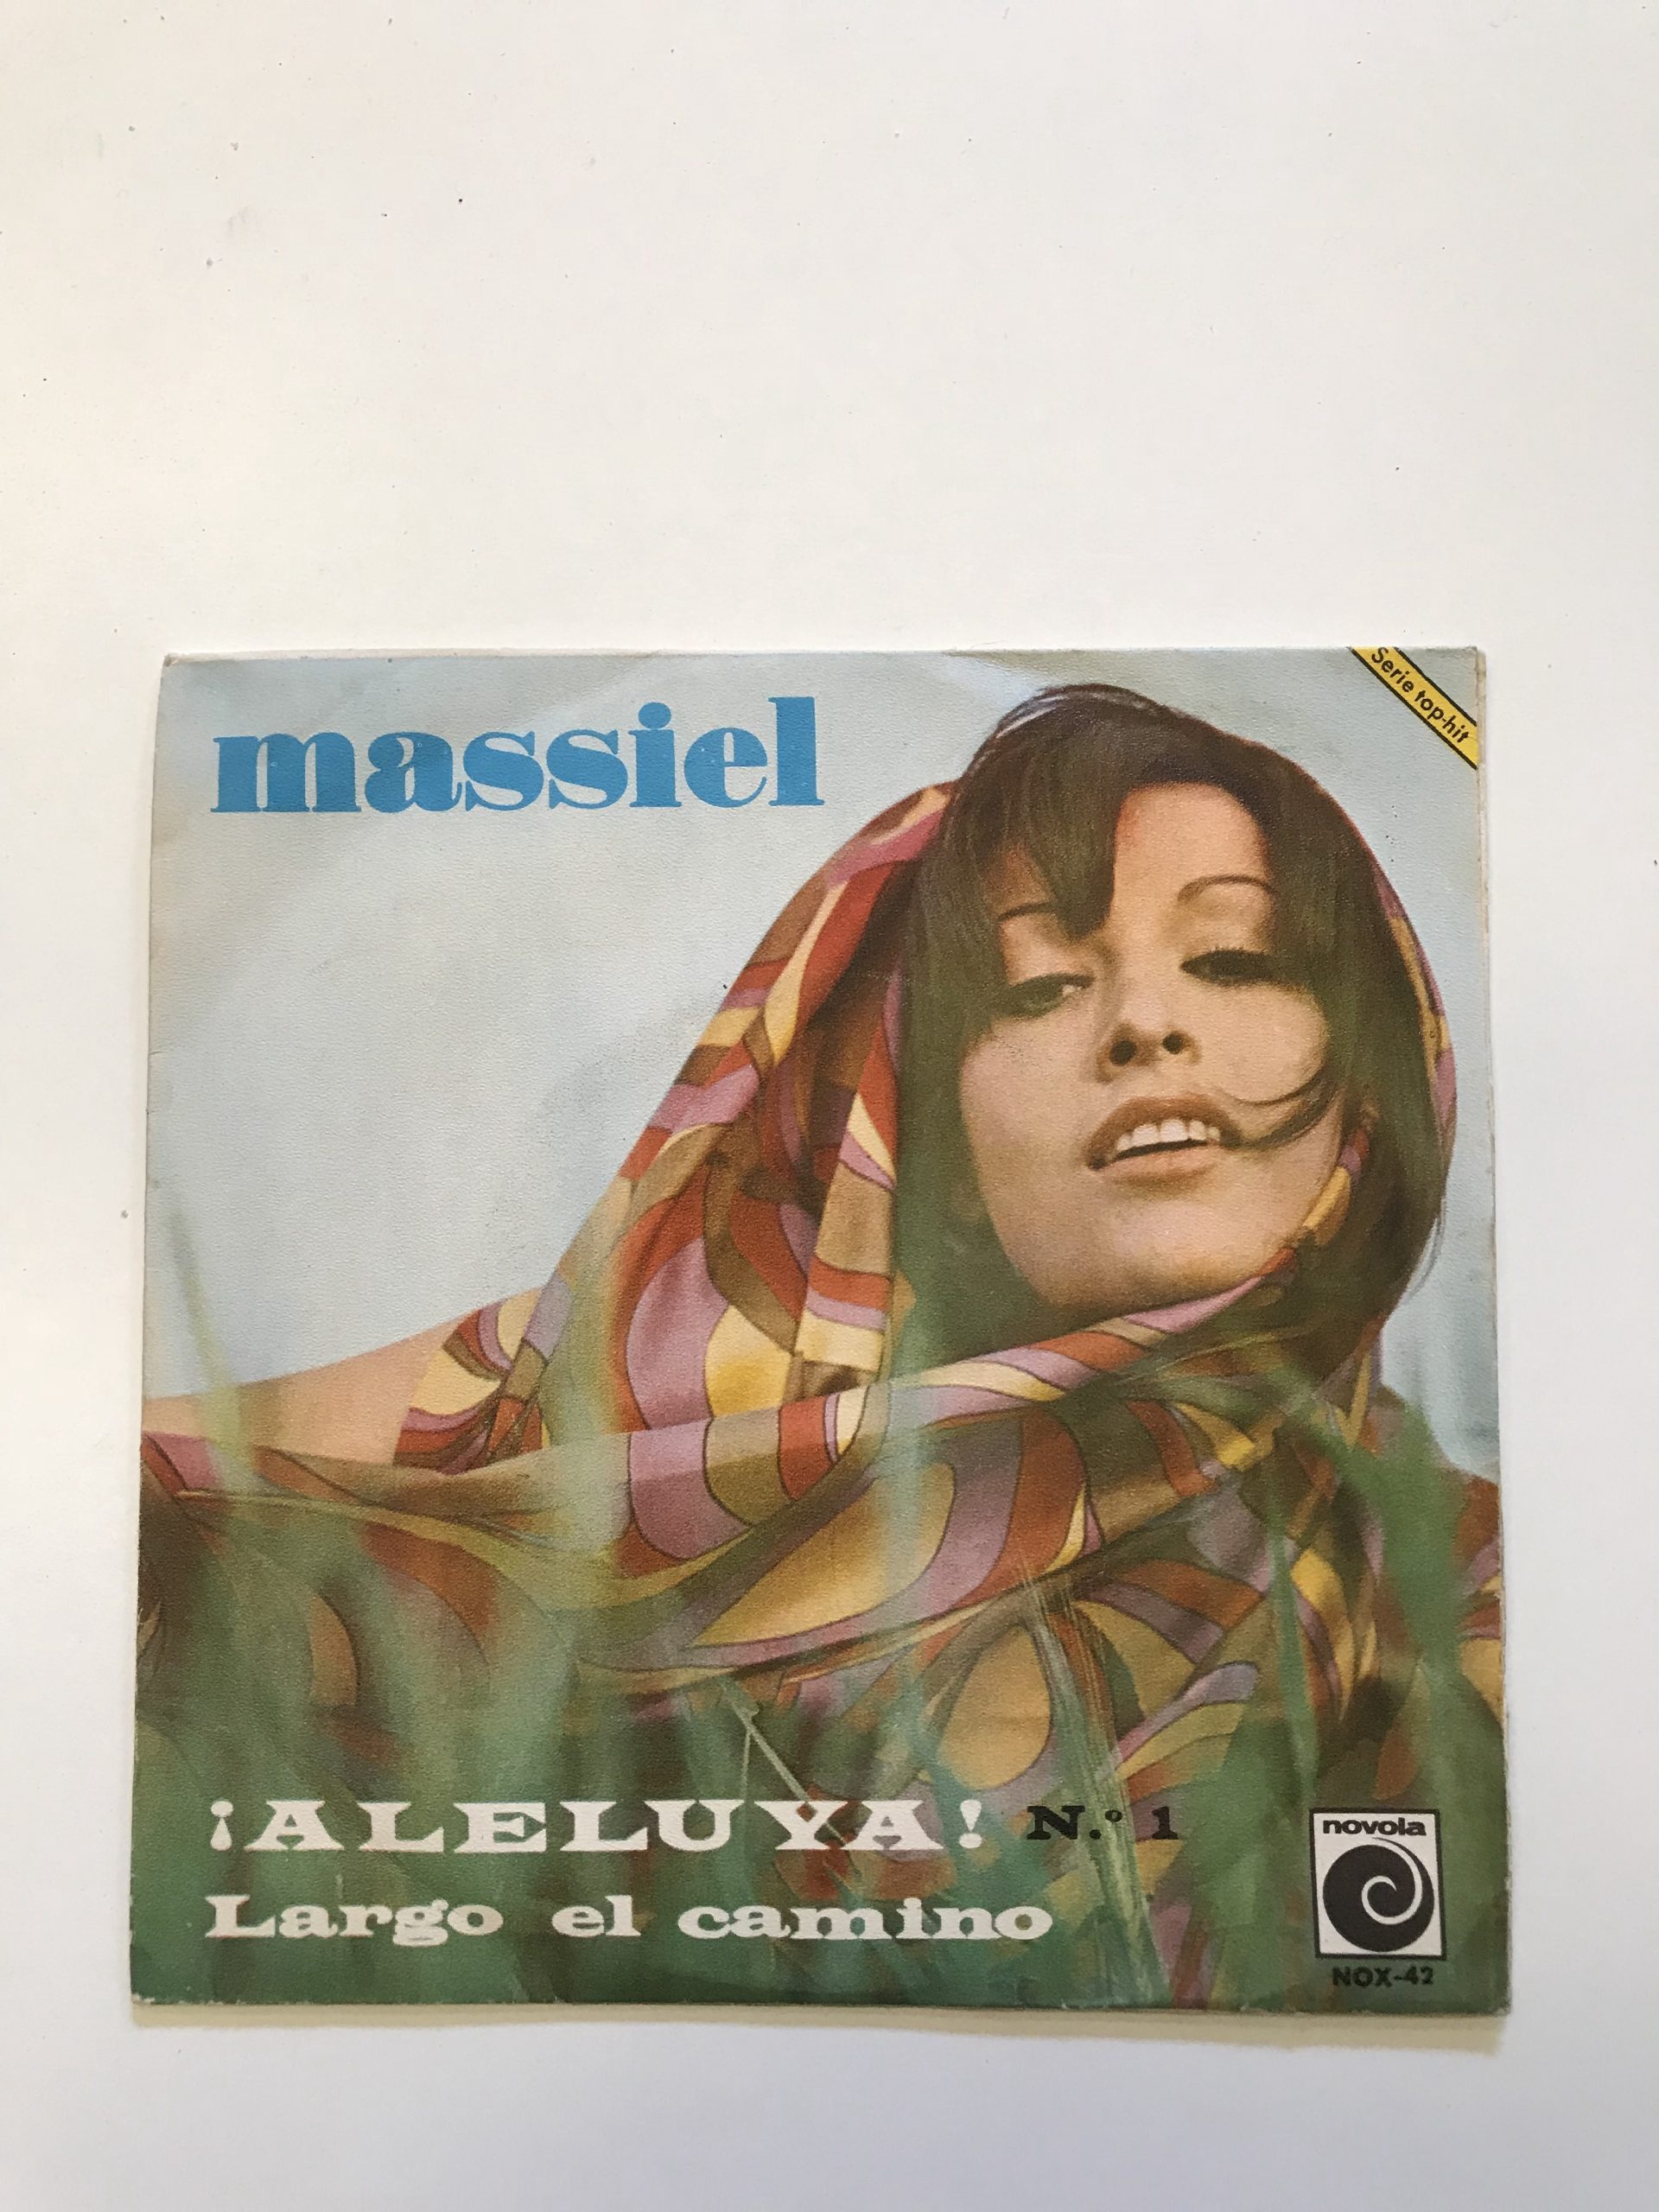 massiel
Serie top-hit
¡ALELUYA! N.º 1
Largo el camino
novola
NOX-42